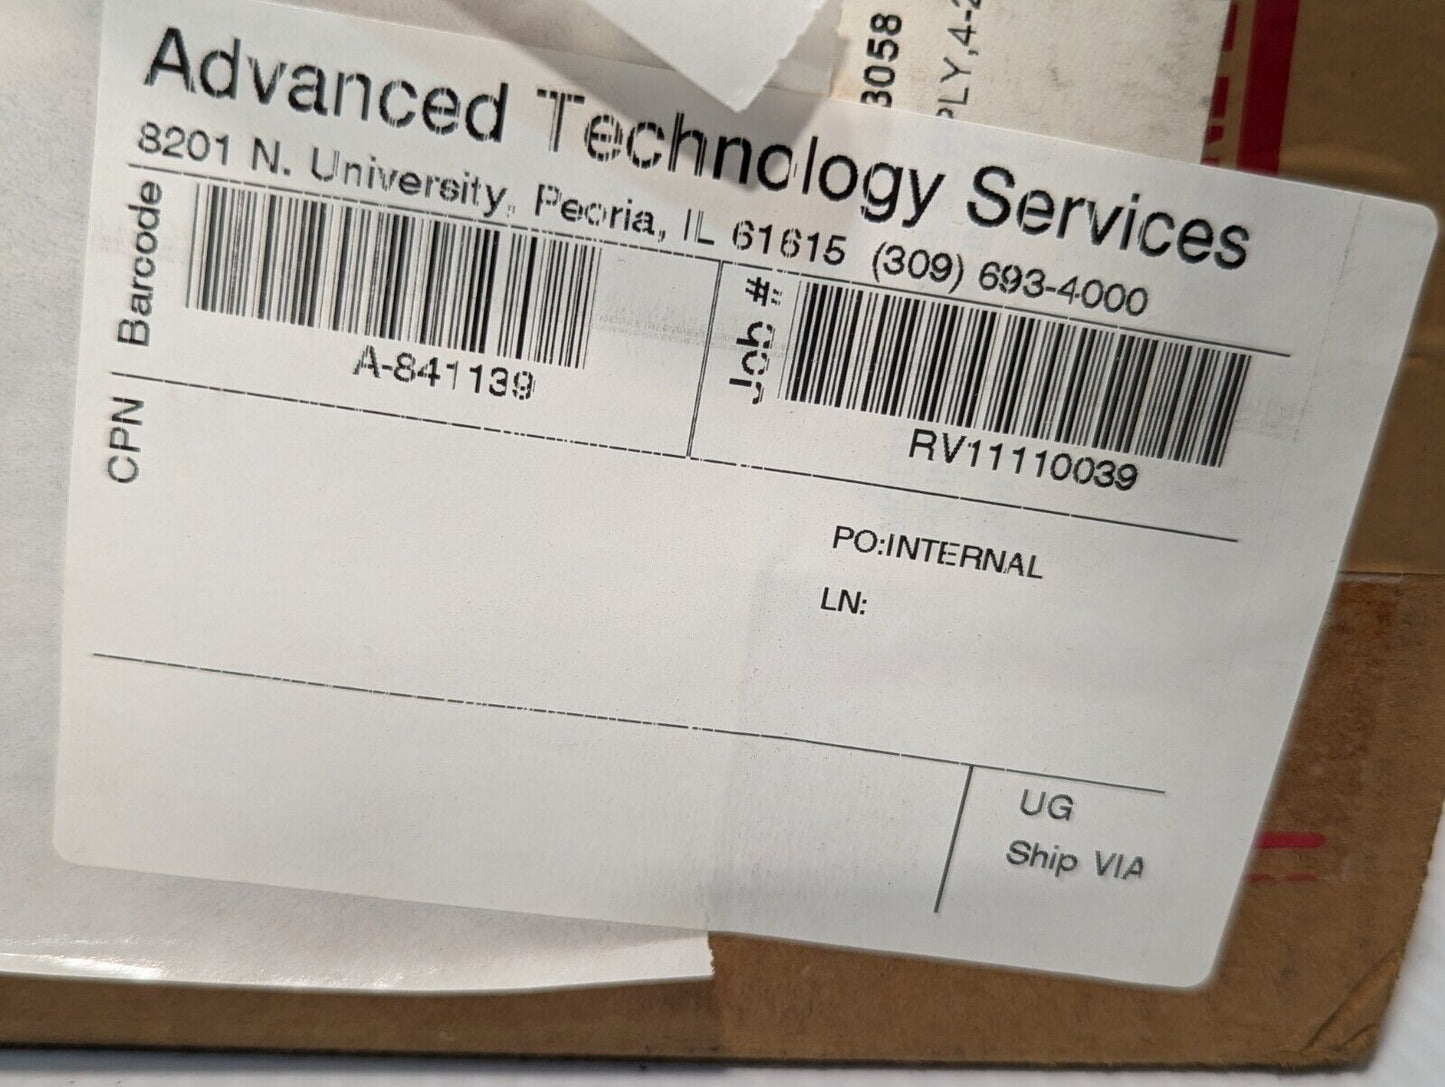 3058
PLY,4-2
Advanced Technology Services
8201 N. University, Peoria, IL 61615 (309) 693-4000
Barcode
A-841139
Job #:
RV11110039
CPN
PO:INTERNAL
LN:
UG
Ship VIA